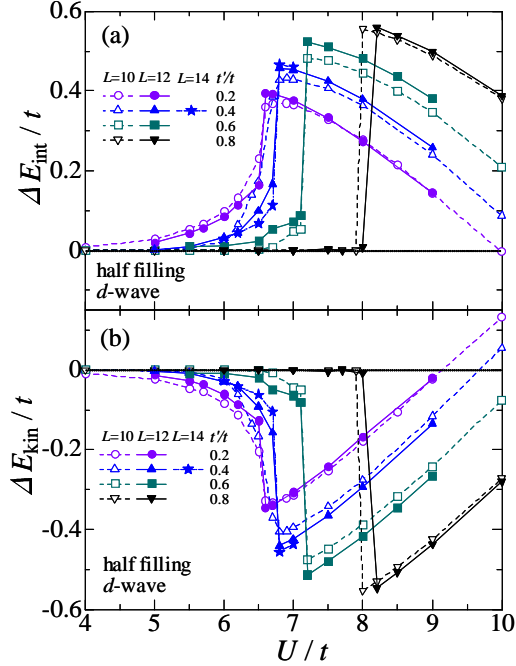 (a)
L=10 L=12 L=14 t'/t
0.2
0.4
0.6
0.8
0.6
0.4
0.2
0
ΔE_int / t
half filling
d-wave
(b)
0
-0.2
-0.4
-0.6
ΔE_kin / t
L=10 L=12 L=14 t'/t
0.2
0.4
0.6
0.8
half filling
d-wave
4 5 6 7 8 9 10
U / t